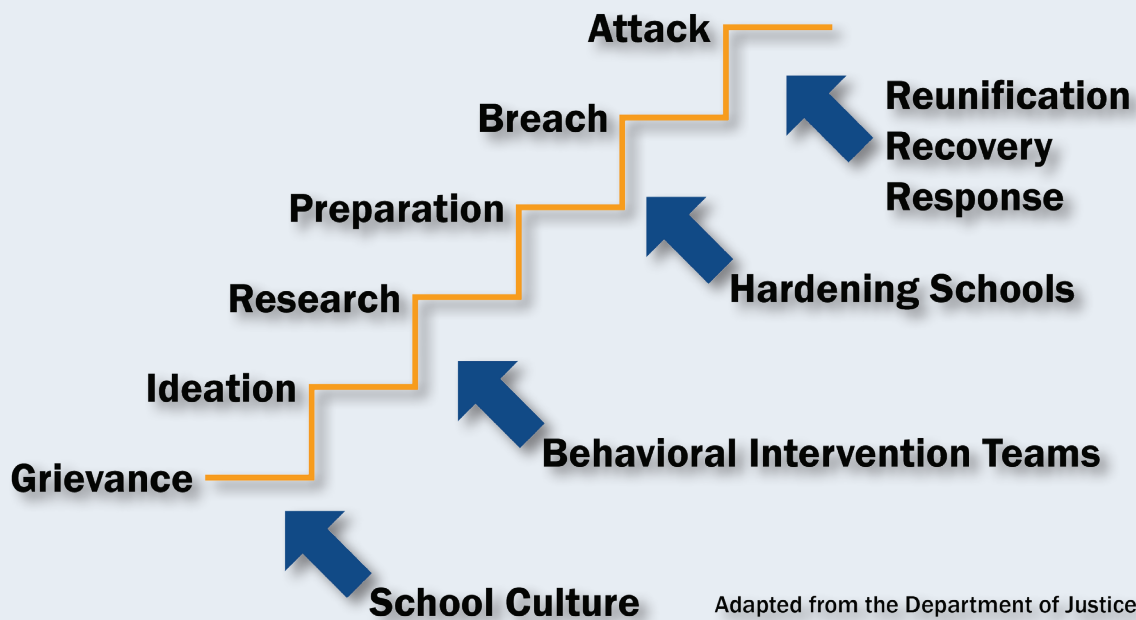 Attack
Reunification
Recovery
Response
Breach
Preparation
Hardening Schools
Research
Ideation
Behavioral Intervention Teams
Grievance
School Culture
Adapted from the Department of Justice